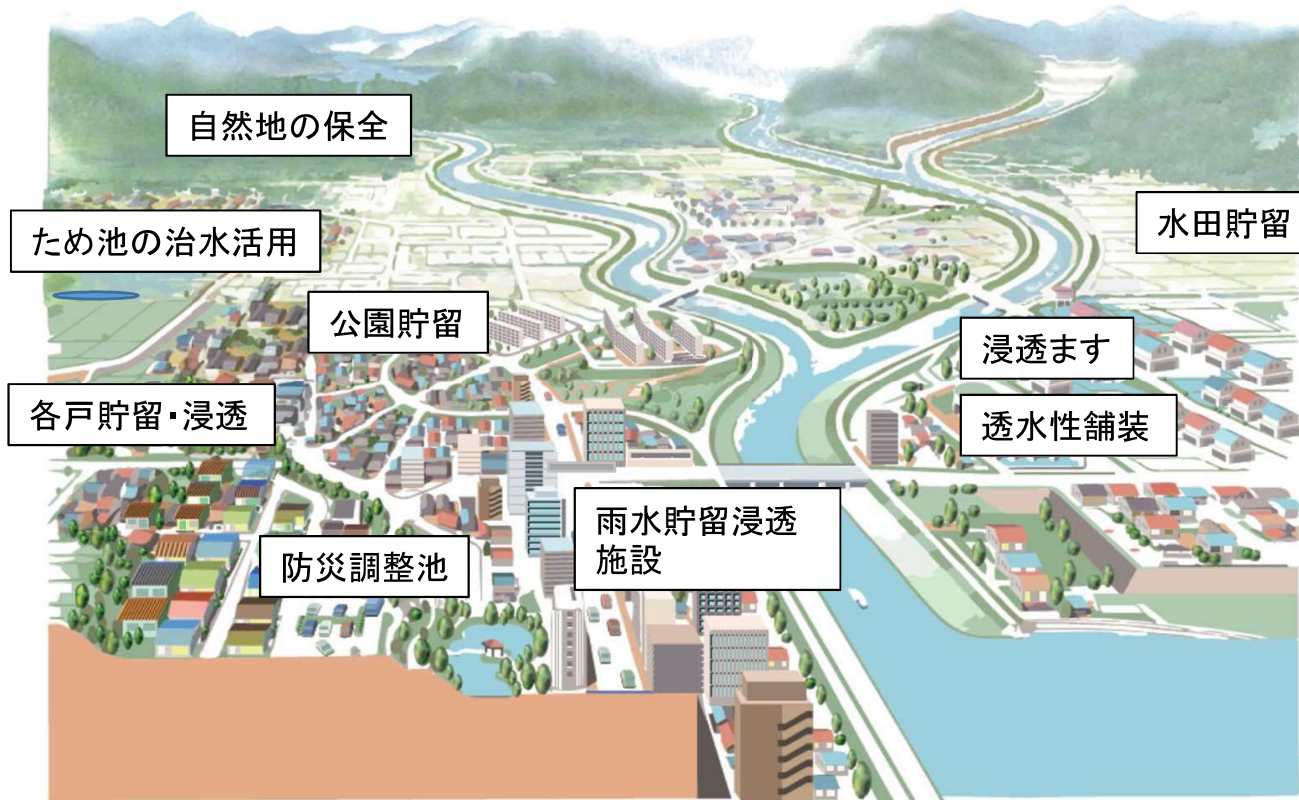 自然地の保全
ため池の治水活用
水田貯留
公園貯留
浸透ます
各戸貯留・浸透
透水性舗装
雨水貯留浸透
施設
防災調整池